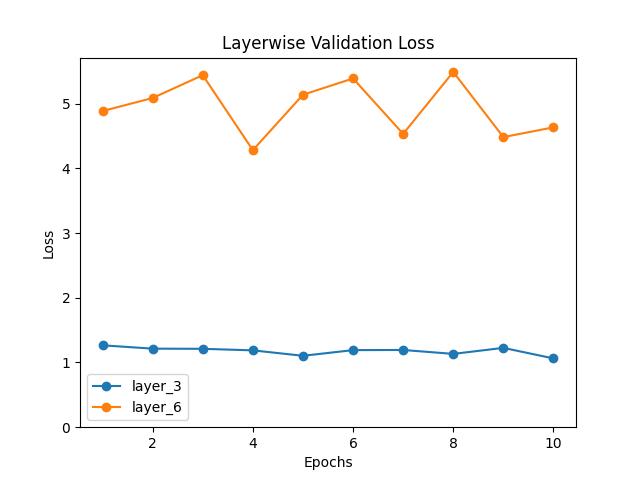 Layerwise Validation Loss
Loss
5
4
3
2
1
0
layer_3
layer_6
2 4 6 8 10
Epochs